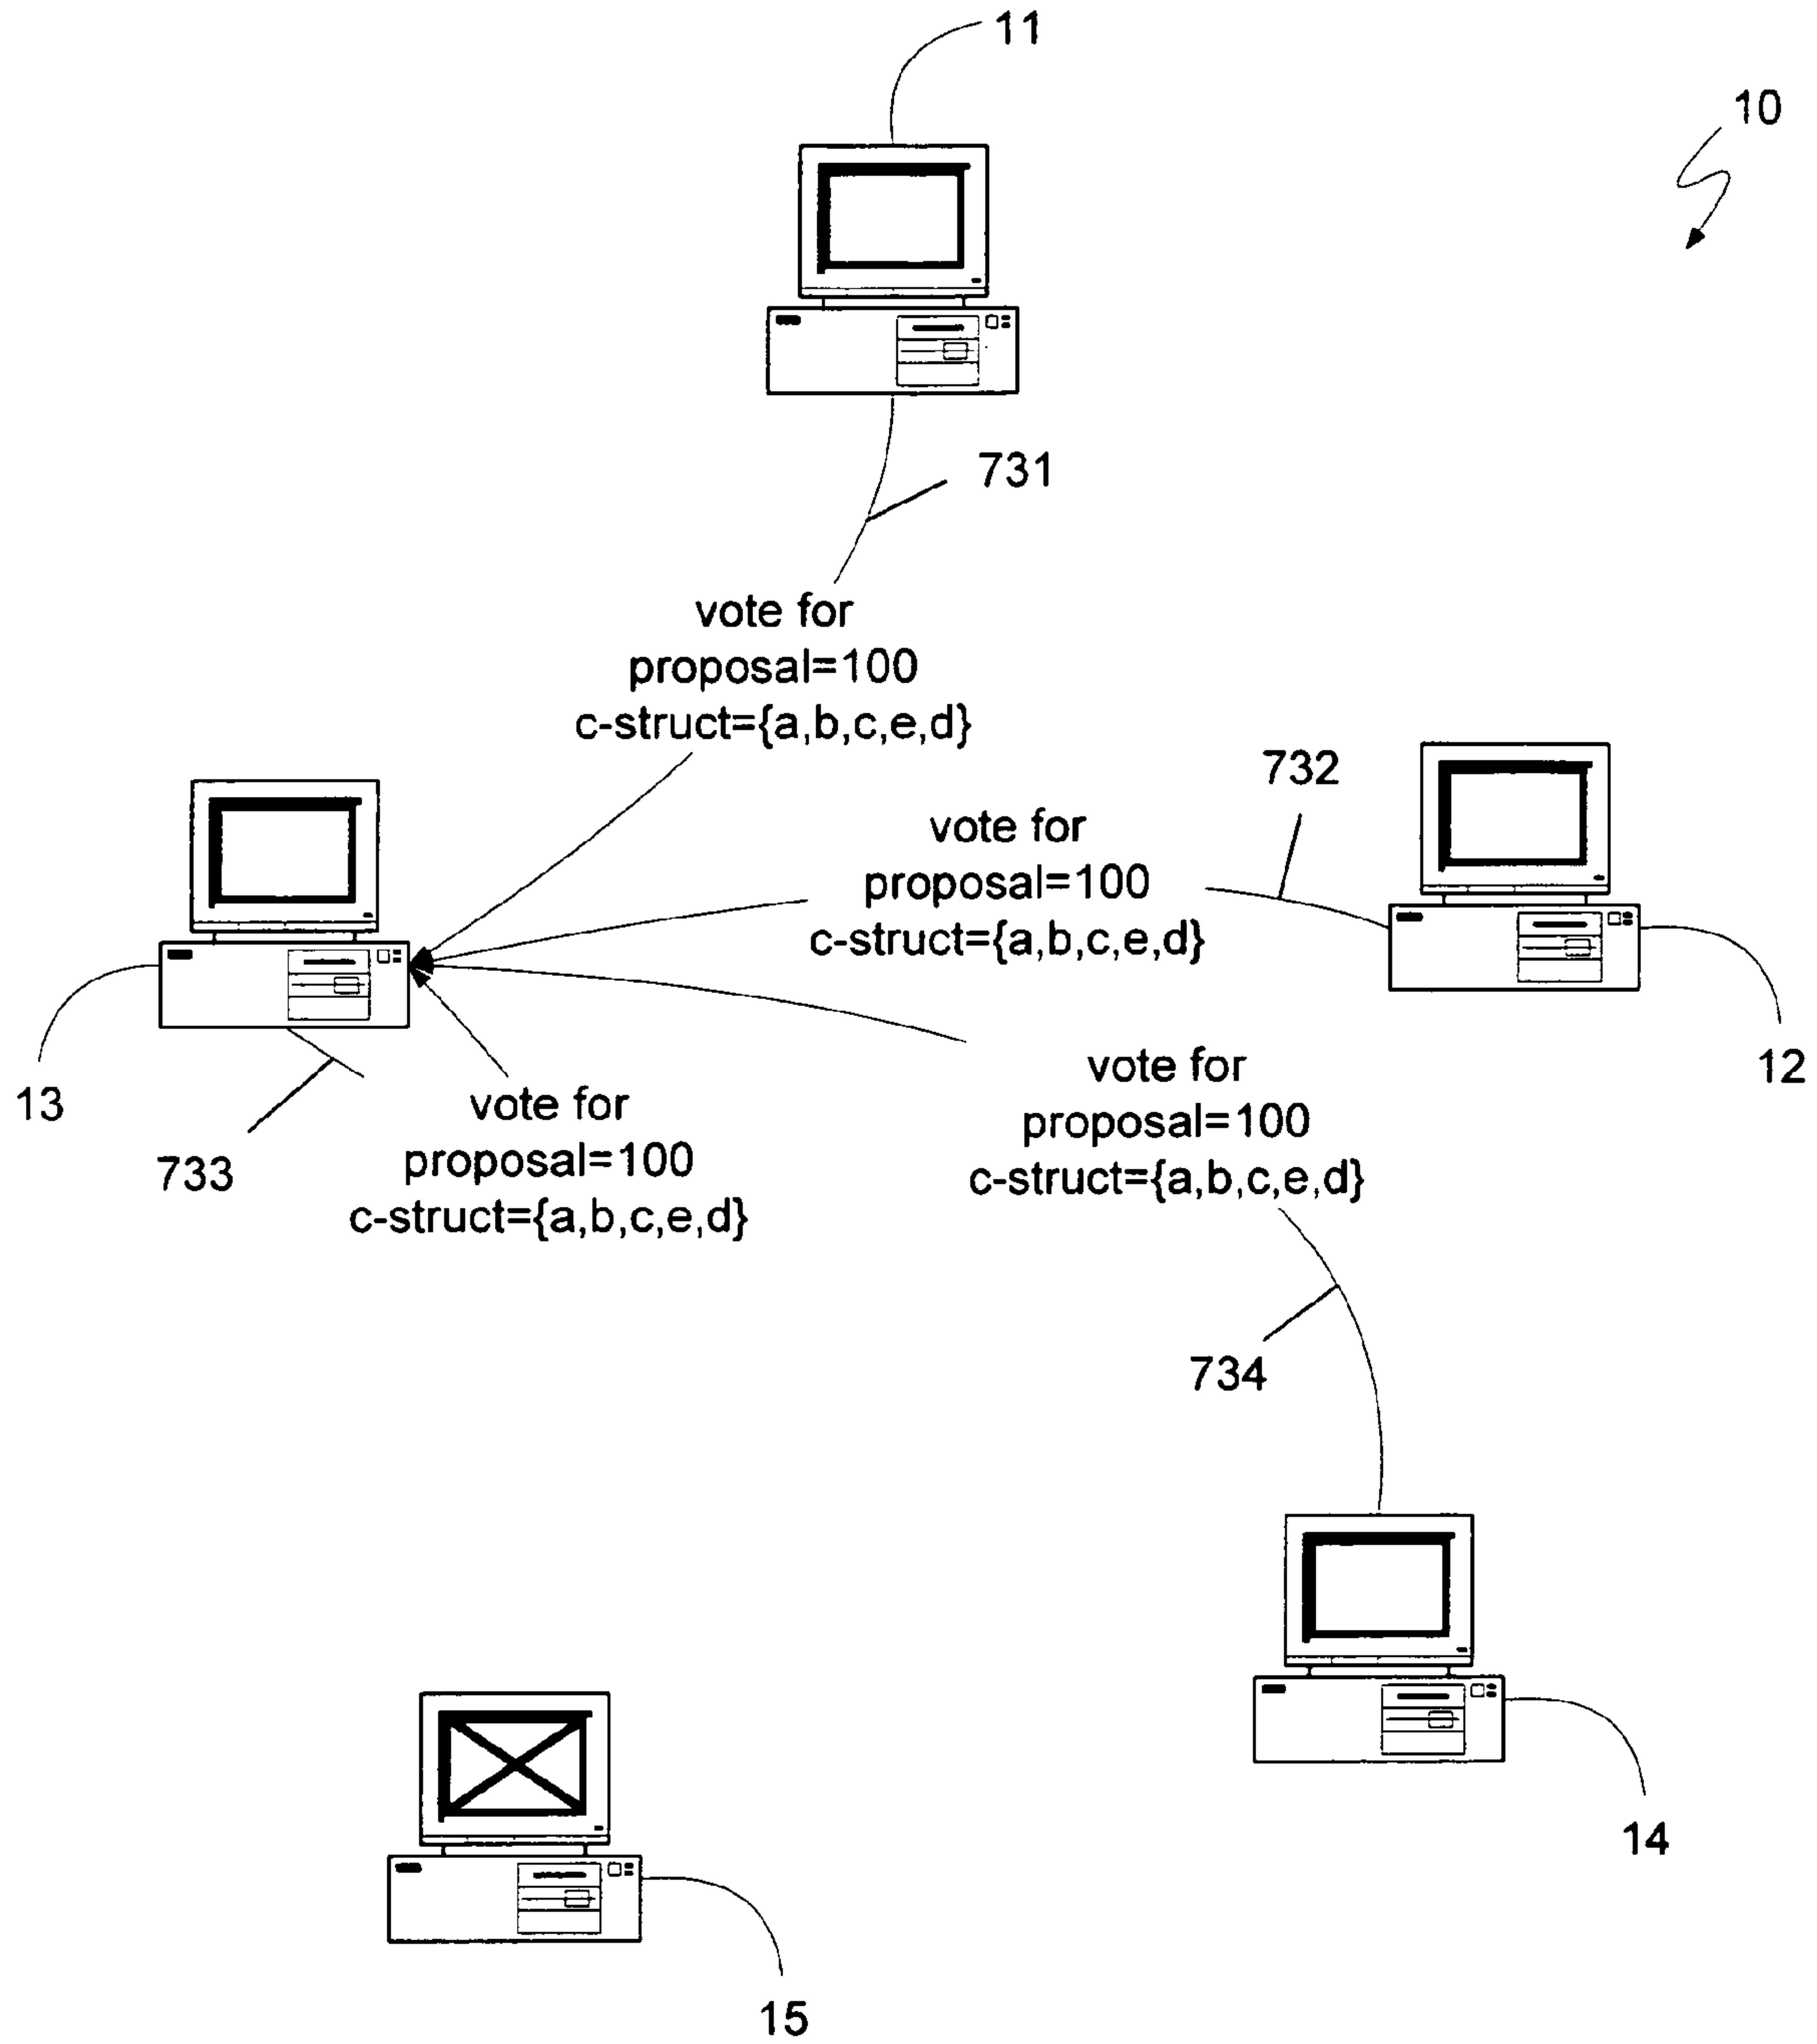 11
10
731
vote for
proposal=100
c-struct={a,b,c,e,d}
732
vote for
proposal=100
c-struct={a,b,c,e,d}
12
13
vote for
proposal=100
c-struct={a,b,c,e,d}
733
vote for
proposal=100
c-struct={a,b,c,e,d}
734
14
15